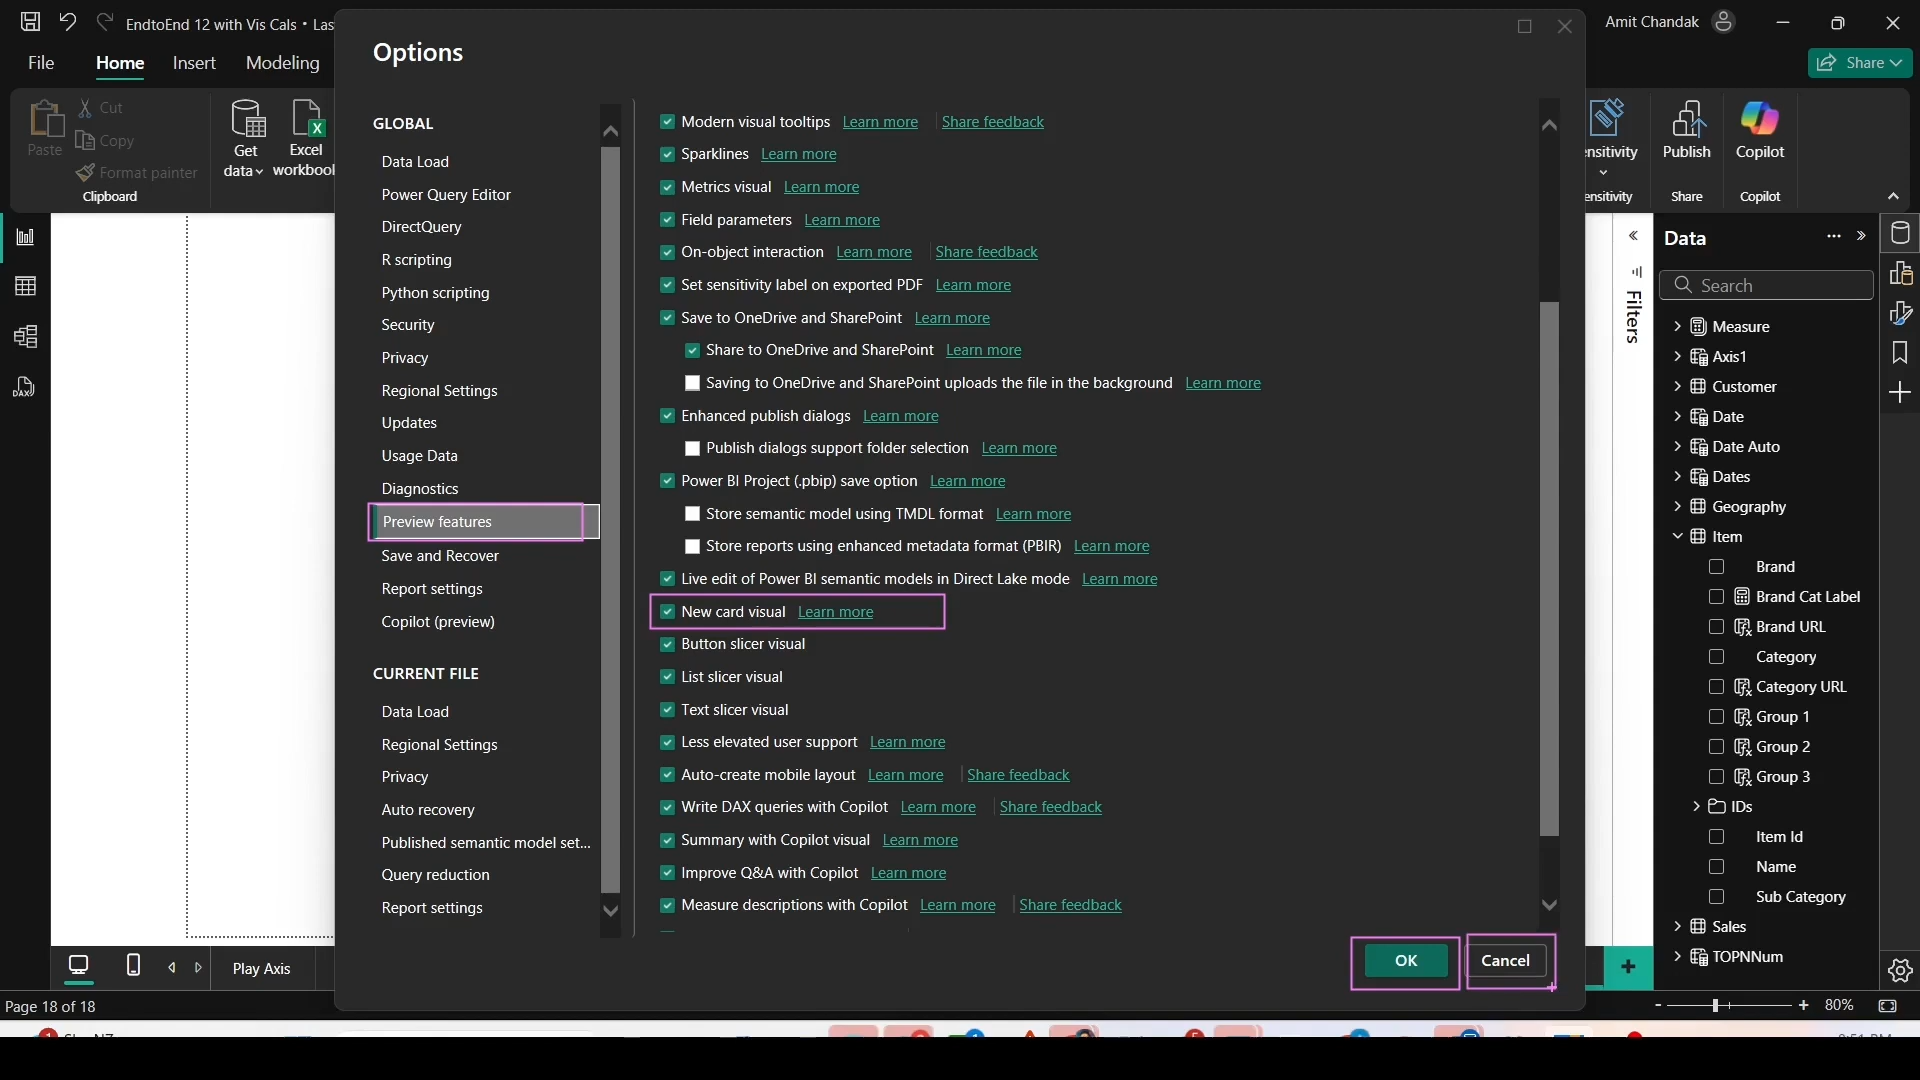 EndtoEnd 12 with Vis Cals • Las
Amit Chandak
Options
File
Home
Insert
Modeling
Share
Paste
Cut
Copy
Format painter
Clipboard
Get
data
Excel
workbool
nsitivity
ensitivity
Publish
Share
Copilot
Copilot
GLOBAL
Data Load
Power Query Editor
DirectQuery
R scripting
Python scripting
Security
Privacy
Regional Settings
Updates
Usage Data
Diagnostics
Preview features
Save and Recover
Report settings
Copilot (preview)
CURRENT FILE
Data Load
Regional Settings
Privacy
Auto recovery
Published semantic model set...
Query reduction
Report settings
Modern visual tooltips Learn more Share feedback
Sparklines Learn more
Metrics visual Learn more
Field parameters Learn more
On-object interaction Learn more Share feedback
Set sensitivity label on exported PDF Learn more
Save to OneDrive and SharePoint Learn more
Share to OneDrive and SharePoint Learn more
Saving to OneDrive and SharePoint uploads the file in the background Learn more
Enhanced publish dialogs Learn more
Publish dialogs support folder selection Learn more
Power BI Project (.pbip) save option Learn more
Store semantic model using TMDL format Learn more
Store reports using enhanced metadata format (PBIR) Learn more
Live edit of Power BI semantic models in Direct Lake mode Learn more
New card visual Learn more
Button slicer visual
List slicer visual
Text slicer visual
Less elevated user support Learn more
Auto-create mobile layout Learn more Share feedback
Write DAX queries with Copilot Learn more Share feedback
Summary with Copilot visual Learn more
Improve Q&A with Copilot Learn more
Measure descriptions with Copilot Learn more Share feedback
OK
Cancel
Filters
Data
Search
Measure
Axis1
Customer
Date
Date Auto
Dates
Geography
Item
Brand
Brand Cat Label
Brand URL
Category
Category URL
Group 1
Group 2
Group 3
IDs
Item Id
Name
Sub Category
Sales
TOPNNum
DAX
Play Axis
Page 18 of 18
80%